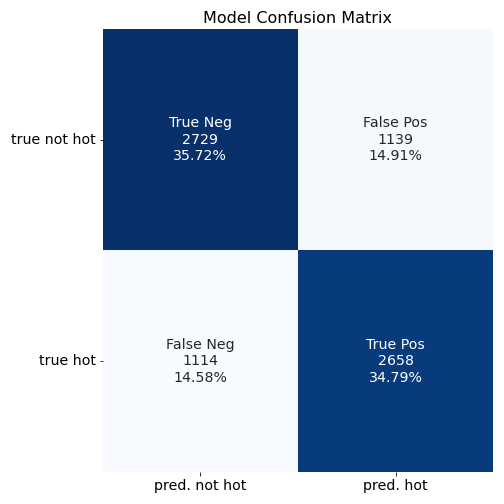 Model Confusion Matrix
true not hot
True Neg
2729
35.72%
False Pos
1139
14.91%
true hot
False Neg
1114
14.58%
True Pos
2658
34.79%
pred. not hot
pred. hot